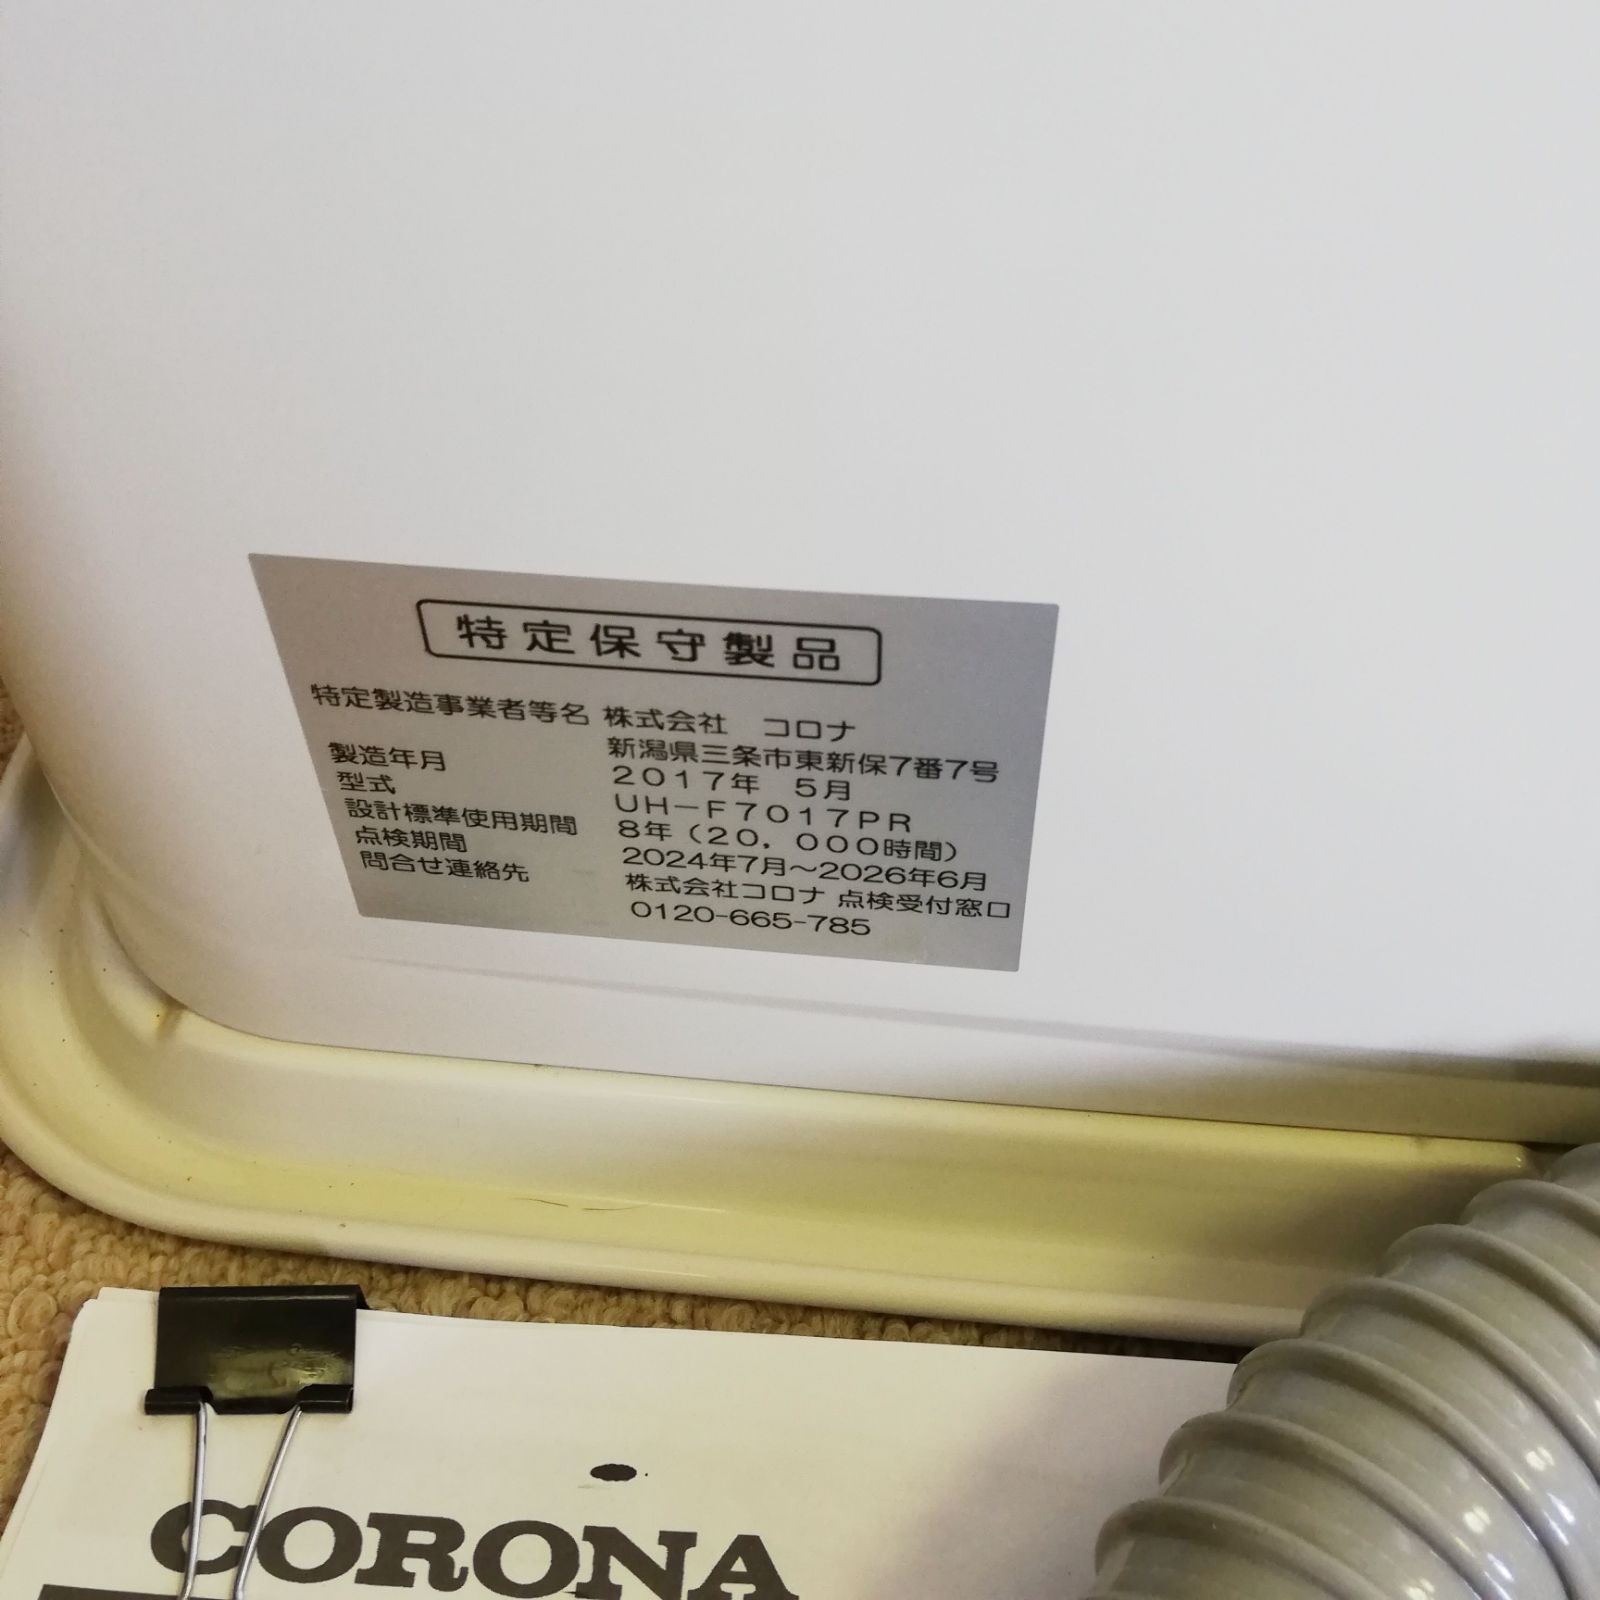 特定保守製品
特定製造事業者等名 株式会社 コロナ
新潟県三条市東新保7番7号
製造年月 2017年 5月
型式 UH-F7017PR
設計標準使用期間 8年(20,000時間)
点検期間 2024年7月~2026年6月
問合せ連絡先 株式会社コロナ 点検受付窓口
0120-665-785
CORONA